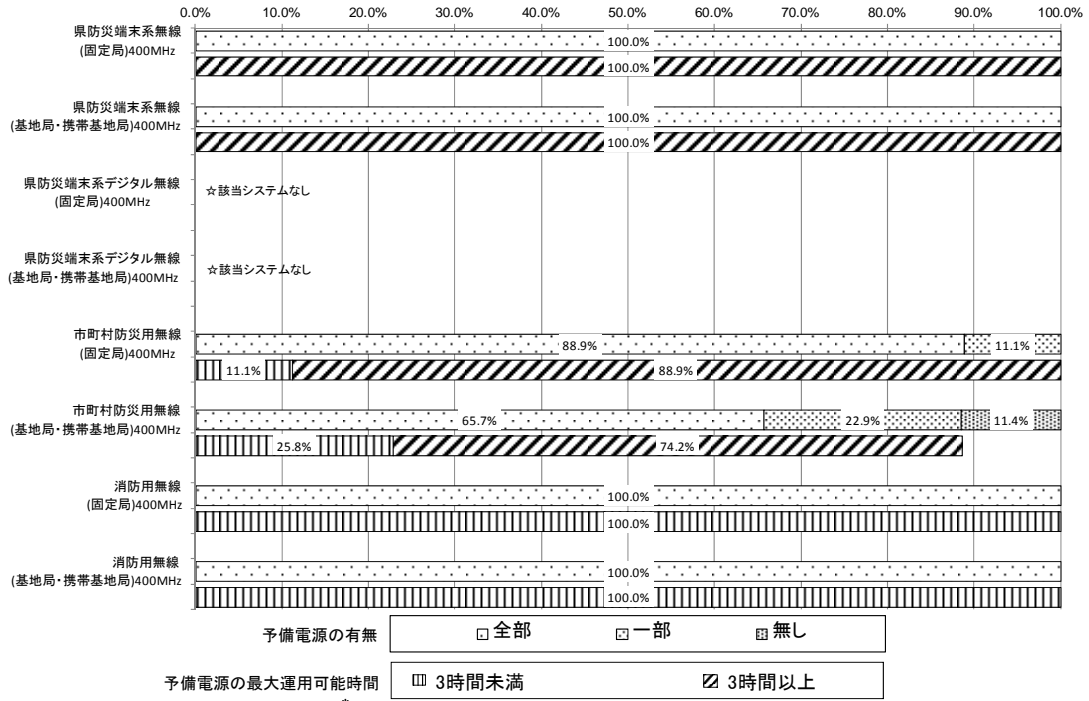 0.0% 10.0% 20.0% 30.0% 40.0% 50.0% 60.0% 70.0% 80.0% 90.0% 100.0%
県防災端末系無線
(固定局)400MHz
100.0%
100.0%
県防災端末系無線
(基地局・携帯基地局)400MHz
100.0%
100.0%
県防災端末系デジタル無線
(固定局)400MHz
☆該当システムなし
県防災端末系デジタル無線
(基地局・携帯基地局)400MHz
☆該当システムなし
市町村防災用無線
(固定局)400MHz
88.9% 11.1%
11.1% 88.9%
市町村防災用無線
(基地局・携帯基地局)400MHz
65.7% 22.9% 11.4%
25.8% 74.2%
消防用無線
(固定局)400MHz
100.0%
100.0%
消防用無線
(基地局・携帯基地局)400MHz
100.0%
100.0%
予備電源の有無 全部 一部 無し
予備電源の最大運用可能時間 3時間未満 3時間以上
*